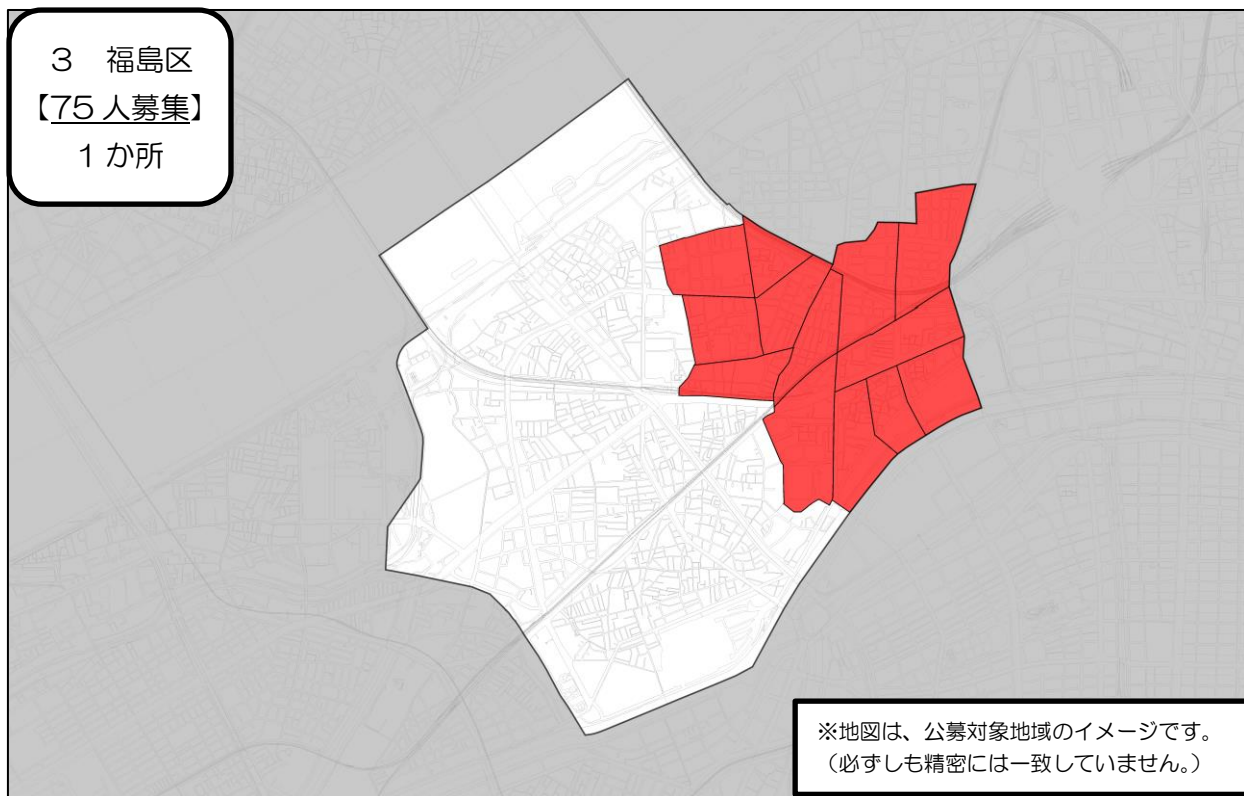 3　福島区
【75人募集】
1か所
※地図は、公募対象地域のイメージです。
（必ずしも精密には一致していません。）